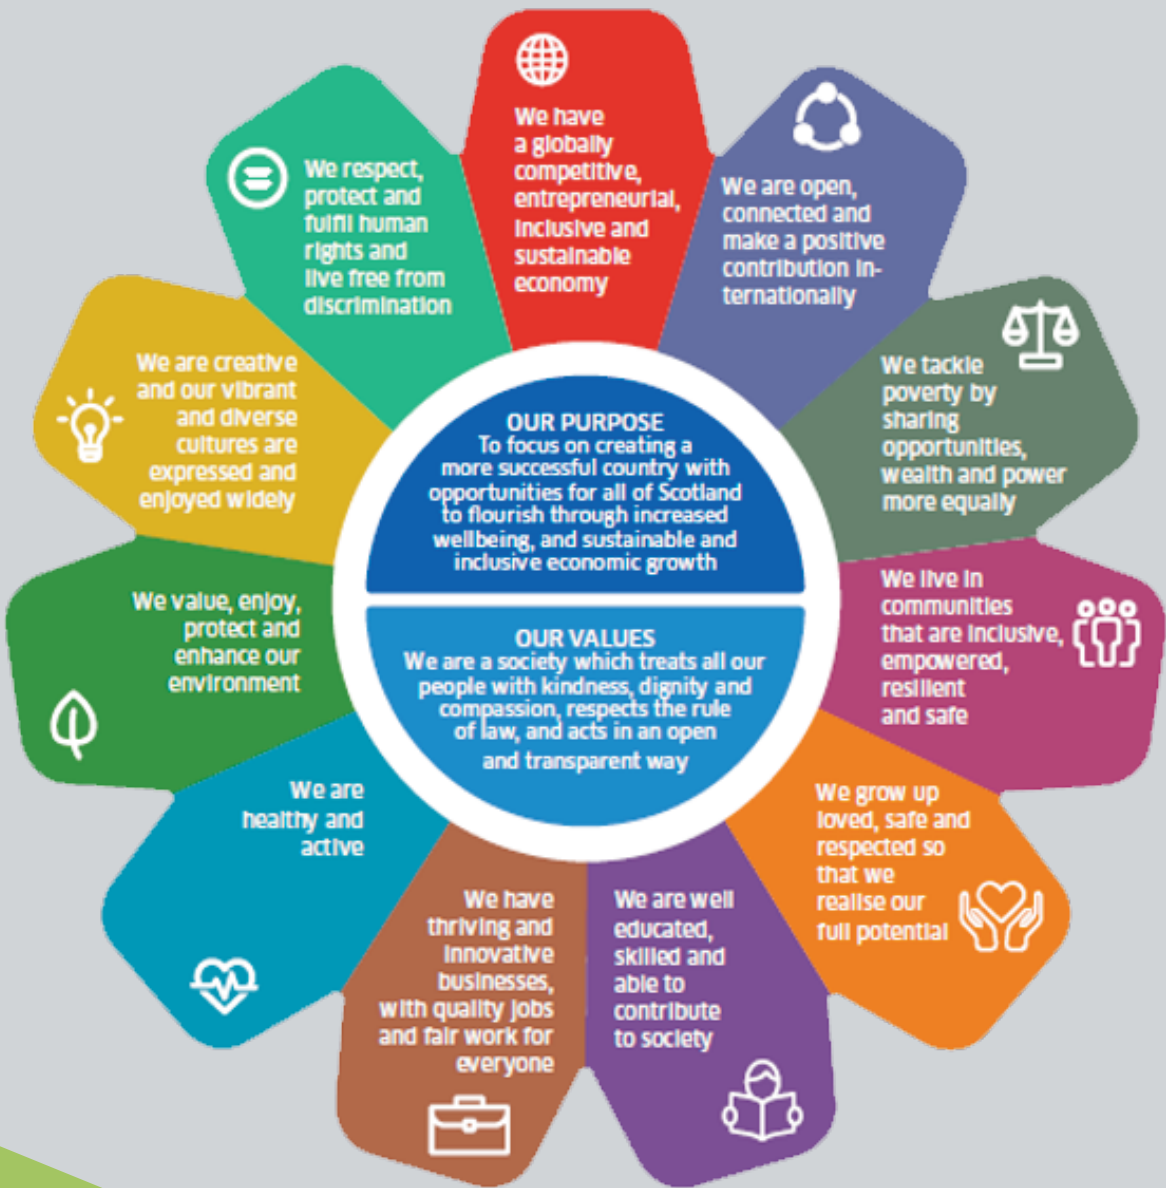 We have
a globally
competitive,
entrepreneurial,
inclusive and
sustainable
economy
We are open,
connected and
make a positive
contribution in-
ternationally
We tackle
poverty by
sharing
opportunities,
wealth and power
more equally
We live in
communities
that are inclusive,
empowered,
resilient
and safe
We grow up
loved, safe and
respected so
that we
realise our
full potential
We are well
educated,
skilled and
able to
contribute
to society
We have
thriving and
innovative
businesses,
with quality jobs
and fair work for
everyone
We are
healthy and
active
We value, enjoy,
protect and
enhance our
environment
We are creative
and our vibrant
and diverse
cultures are
expressed and
enjoyed widely
We respect,
protect and
fulfil human
rights and
live free from
discrimination
OUR PURPOSE
To focus on creating a
more successful country with
opportunities for all of Scotland
to flourish through increased
wellbeing, and sustainable and
inclusive economic growth
OUR VALUES
We are a society which treats all our
people with kindness, dignity and
compassion, respects the rule
of law, and acts in an open
and transparent way